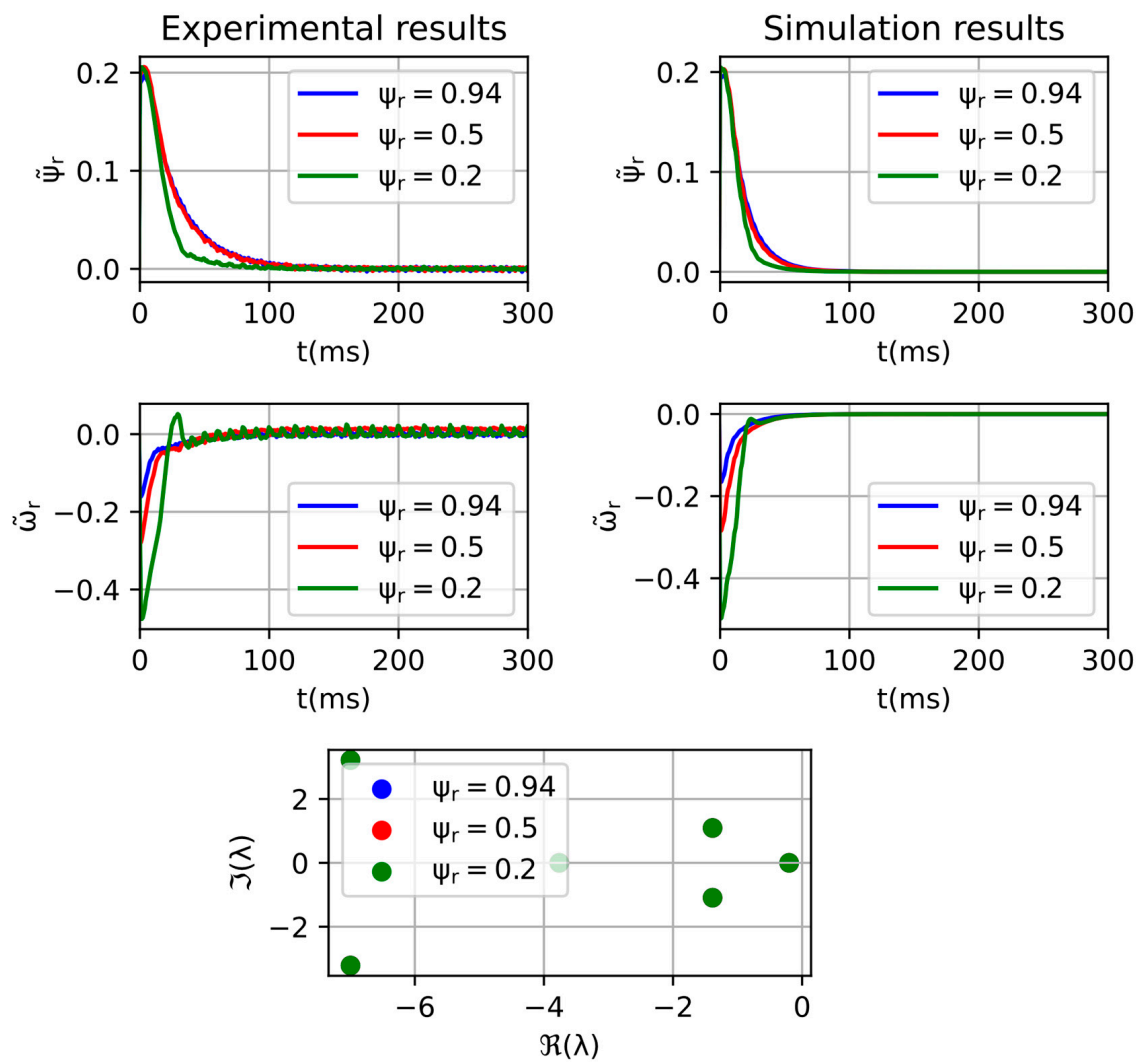 Experimental results
Simulation results
0.2
0.1
0.0
ψ̃r
ψr = 0.94
ψr = 0.5
ψr = 0.2
0 100 200 300
t(ms)
0.2
0.1
0.0
ψ̃r
ψr = 0.94
ψr = 0.5
ψr = 0.2
0 100 200 300
t(ms)
0.0
−0.2
−0.4
ω̃r
ψr = 0.94
ψr = 0.5
ψr = 0.2
0 100 200 300
t(ms)
0.0
−0.2
−0.4
ω̃r
ψr = 0.94
ψr = 0.5
ψr = 0.2
0 100 200 300
t(ms)
2
0
−2
ℑ(λ)
ψr = 0.94
ψr = 0.5
ψr = 0.2
−6 −4 −2 0
ℜ(λ)